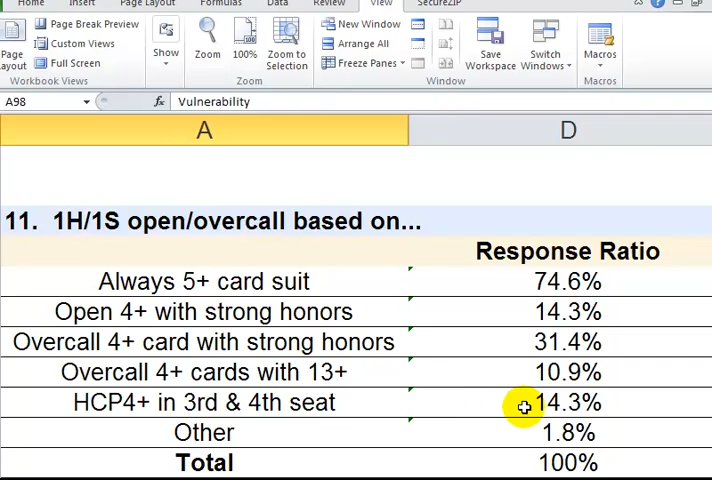 Home Insert Page Layout Formulas Data Review View SecureZIP
Page Layout
Page Break Preview
Custom Views
Full Screen
Workbook Views
Show
Zoom
100%
Zoom to Selection
Zoom
New Window
Arrange All
Freeze Panes
Window
Save Workspace
Switch Windows
Macros
Macros
A98 fx Vulnerability
A D
11. 1H/1S open/overcall based on...
Response Ratio
Always 5+ card suit 74.6%
Open 4+ with strong honors 14.3%
Overcall 4+ card with strong honors 31.4%
Overcall 4+ cards with 13+ 10.9%
HCP4+ in 3rd & 4th seat 14.3%
Other 1.8%
Total 100%